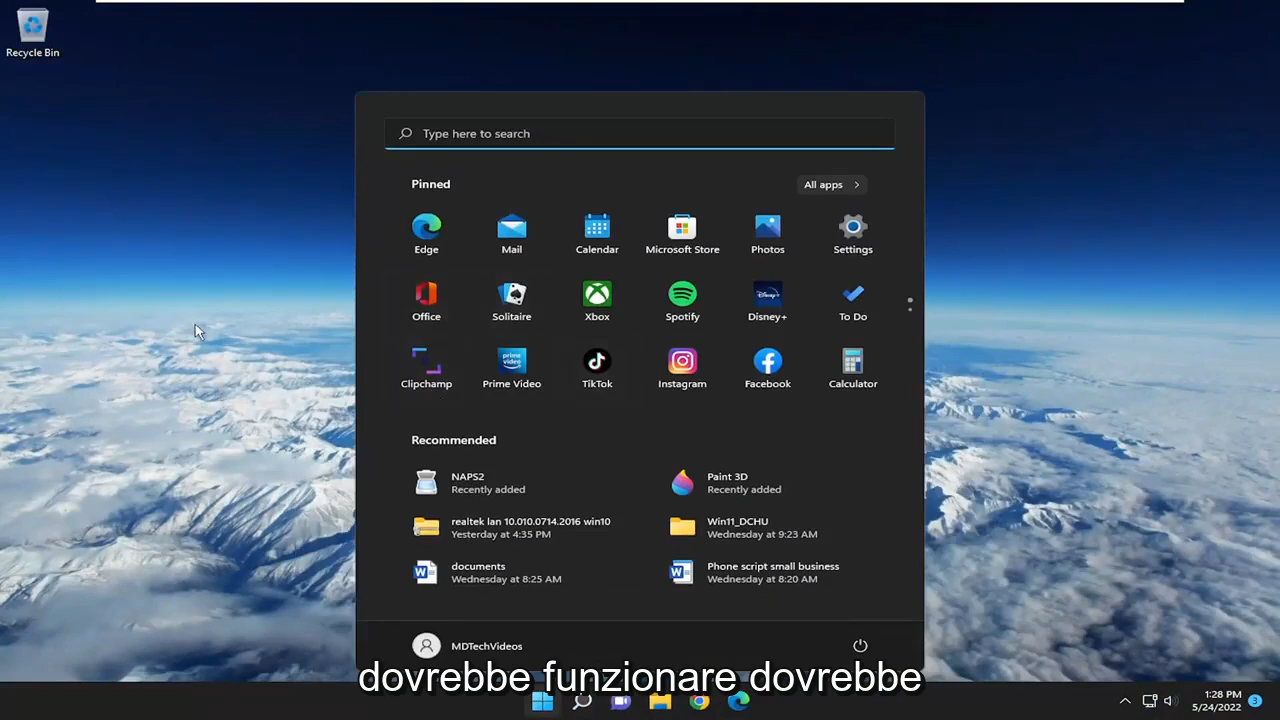 Recycle Bin
Type here to search
Pinned
All apps
Edge
Mail
Calendar
Microsoft Store
Photos
Settings
Office
Solitaire
Xbox
Spotify
Disney+
To Do
Clipchamp
Prime Video
TikTok
Instagram
Facebook
Calculator
Recommended
NAPS2
Recently added
Paint 3D
Recently added
realtek lan 10.010.0714.2016 win10
Yesterday at 4:35 PM
Win11_DCHU
Wednesday at 9:23 AM
documents
Wednesday at 8:25 AM
Phone script small business
Wednesday at 8:20 AM
MDTechVideos
dovrebbe funzionare dovrebbe
1:28 PM
5/24/2022
3